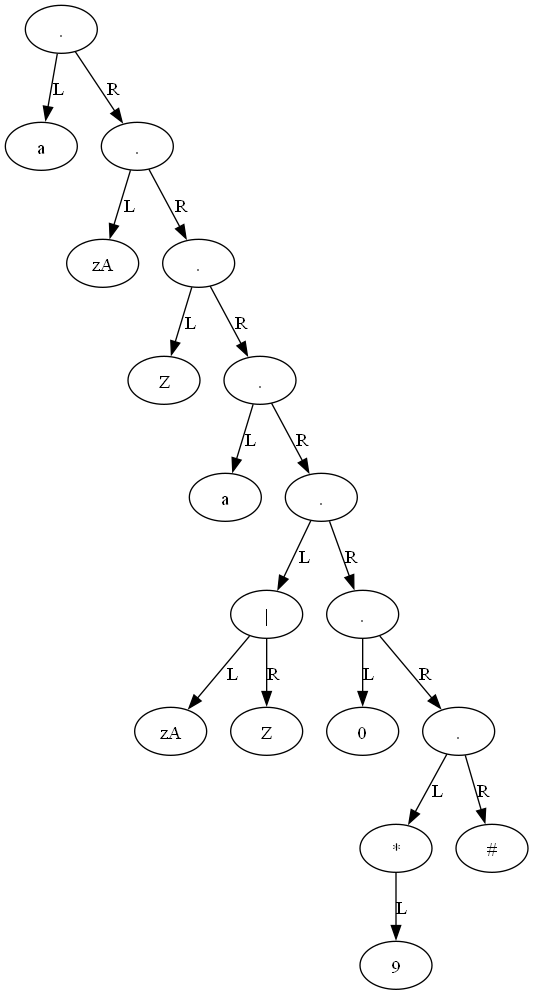 .
L R
a .
L R
zA .
L R
Z .
L R
a .
L R
| .
L R L R
zA Z 0 .
L R
* #
L
9